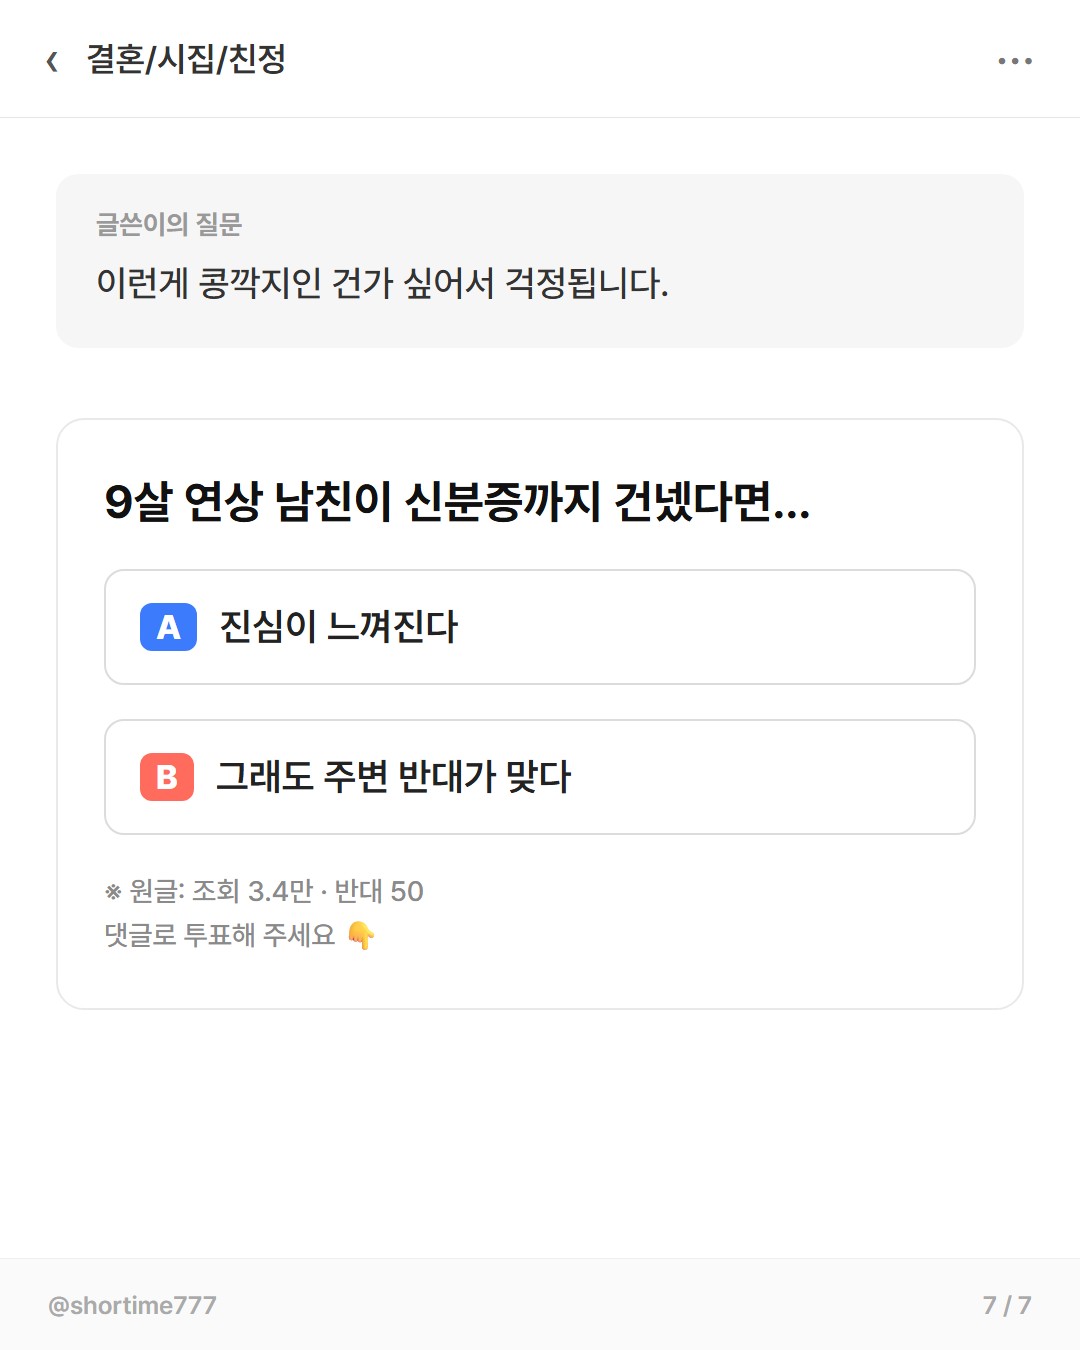 결혼/시집/친정
글쓴이의 질문
이런게 콩깍지인 건가 싶어서 걱정됩니다.
9살 연상 남친이 신분증까지 건넸다면...
A 진심이 느껴진다
B 그래도 주변 반대가 맞다
※ 원글: 조회 3.4만 · 반대 50
댓글로 투표해 주세요 👇
@shortime777
7 / 7